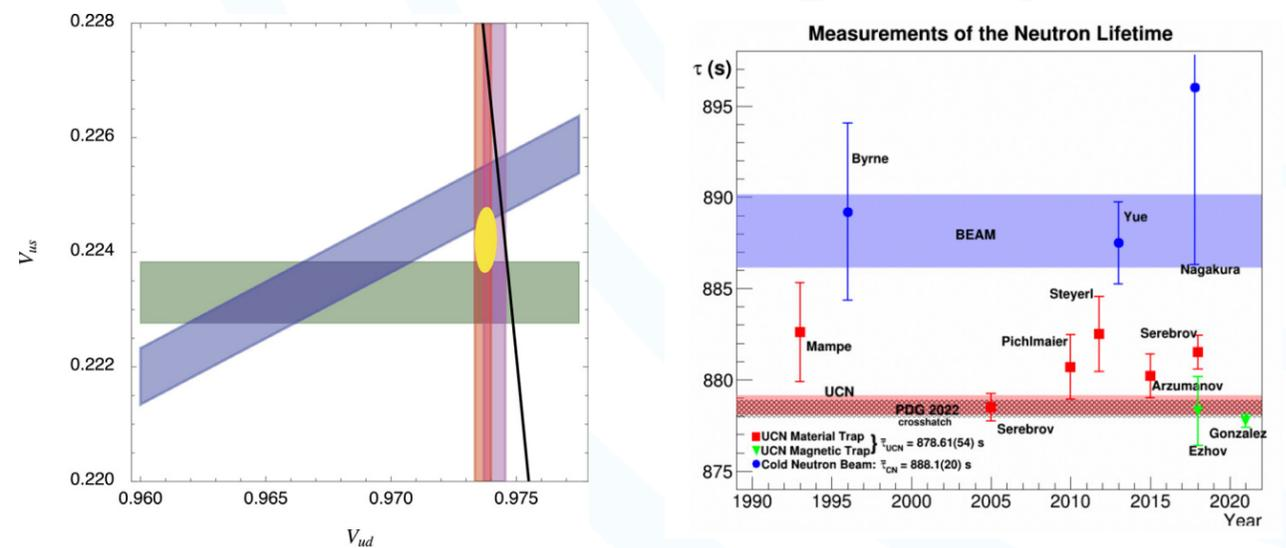 0.228
0.226
0.224
0.222
0.220
V_us
0.960
0.965
0.970
0.975
V_ud
Measurements of the Neutron Lifetime
τ (s)
895
890
885
880
875
Byrne
BEAM
Yue
Nagakura
Steyerl
Mampe
Pichlmaier
Serebrov
Arzumanov
UCN
PDG 2022
crosshatch
Serebrov
Gonzalez
Ezhov
UCN Material Trap
UCN Magnetic Trap } τ̄_UCN = 878.61(54) s
Cold Neutron Beam: τ̄_CN = 888.1(20) s
1990 1995 2000 2005 2010 2015 2020
Year